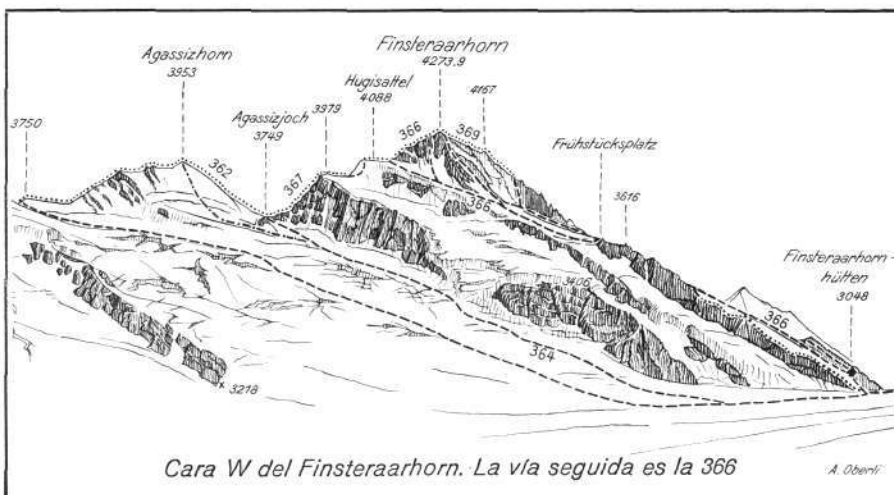 Finsteraarhorn
4273,9
Agassizhorn
3953
Hugisattel
4088
4167
3750
Agassizjoch
3749
3979
366
369
Frühstücksplatz
362
367
366
3616
Finsteraarhorn-
hütten
3048
3406
366
364
3218
Cara W del Finsteraarhorn. La vía seguida es la 366
A. Oberli